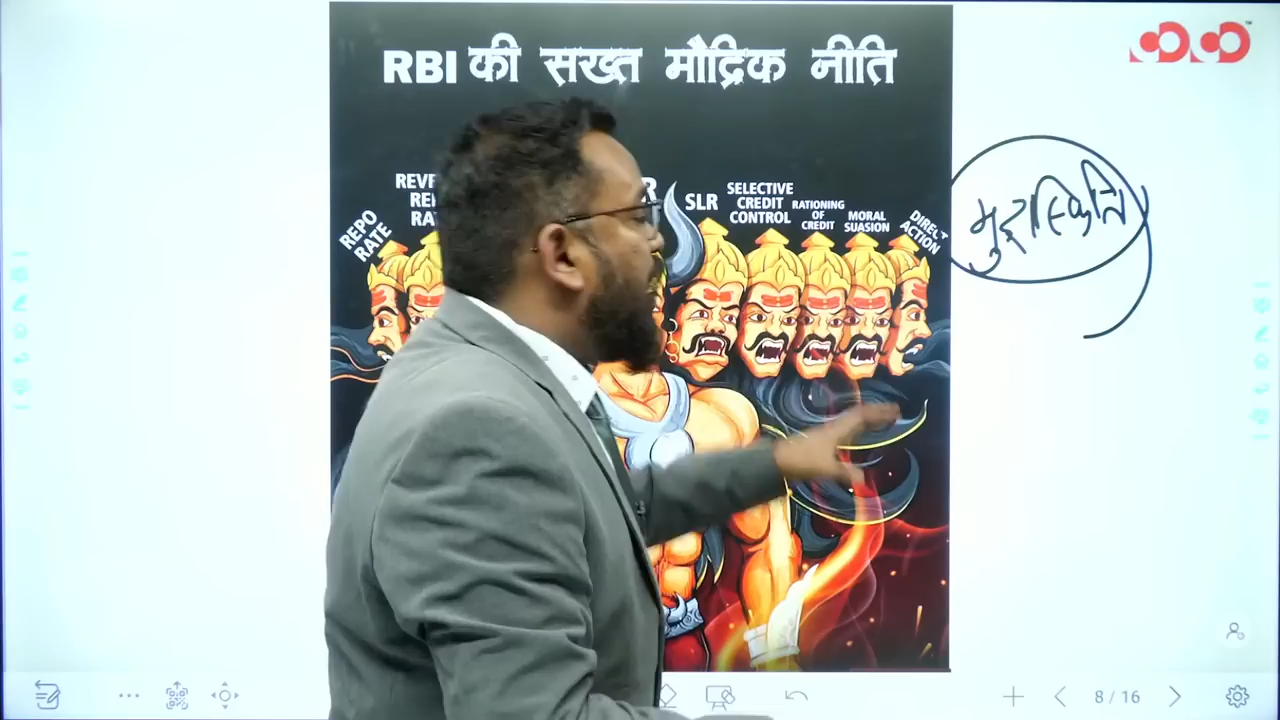 RBI की सख्त मौद्रिक नीति
REPO
RATE
SLR
SELECTIVE
CREDIT
CONTROL
RATIONING
OF
CREDIT
MORAL
SUASION
DIRECT
ACTION
मुद्रास्फिति
8 / 16